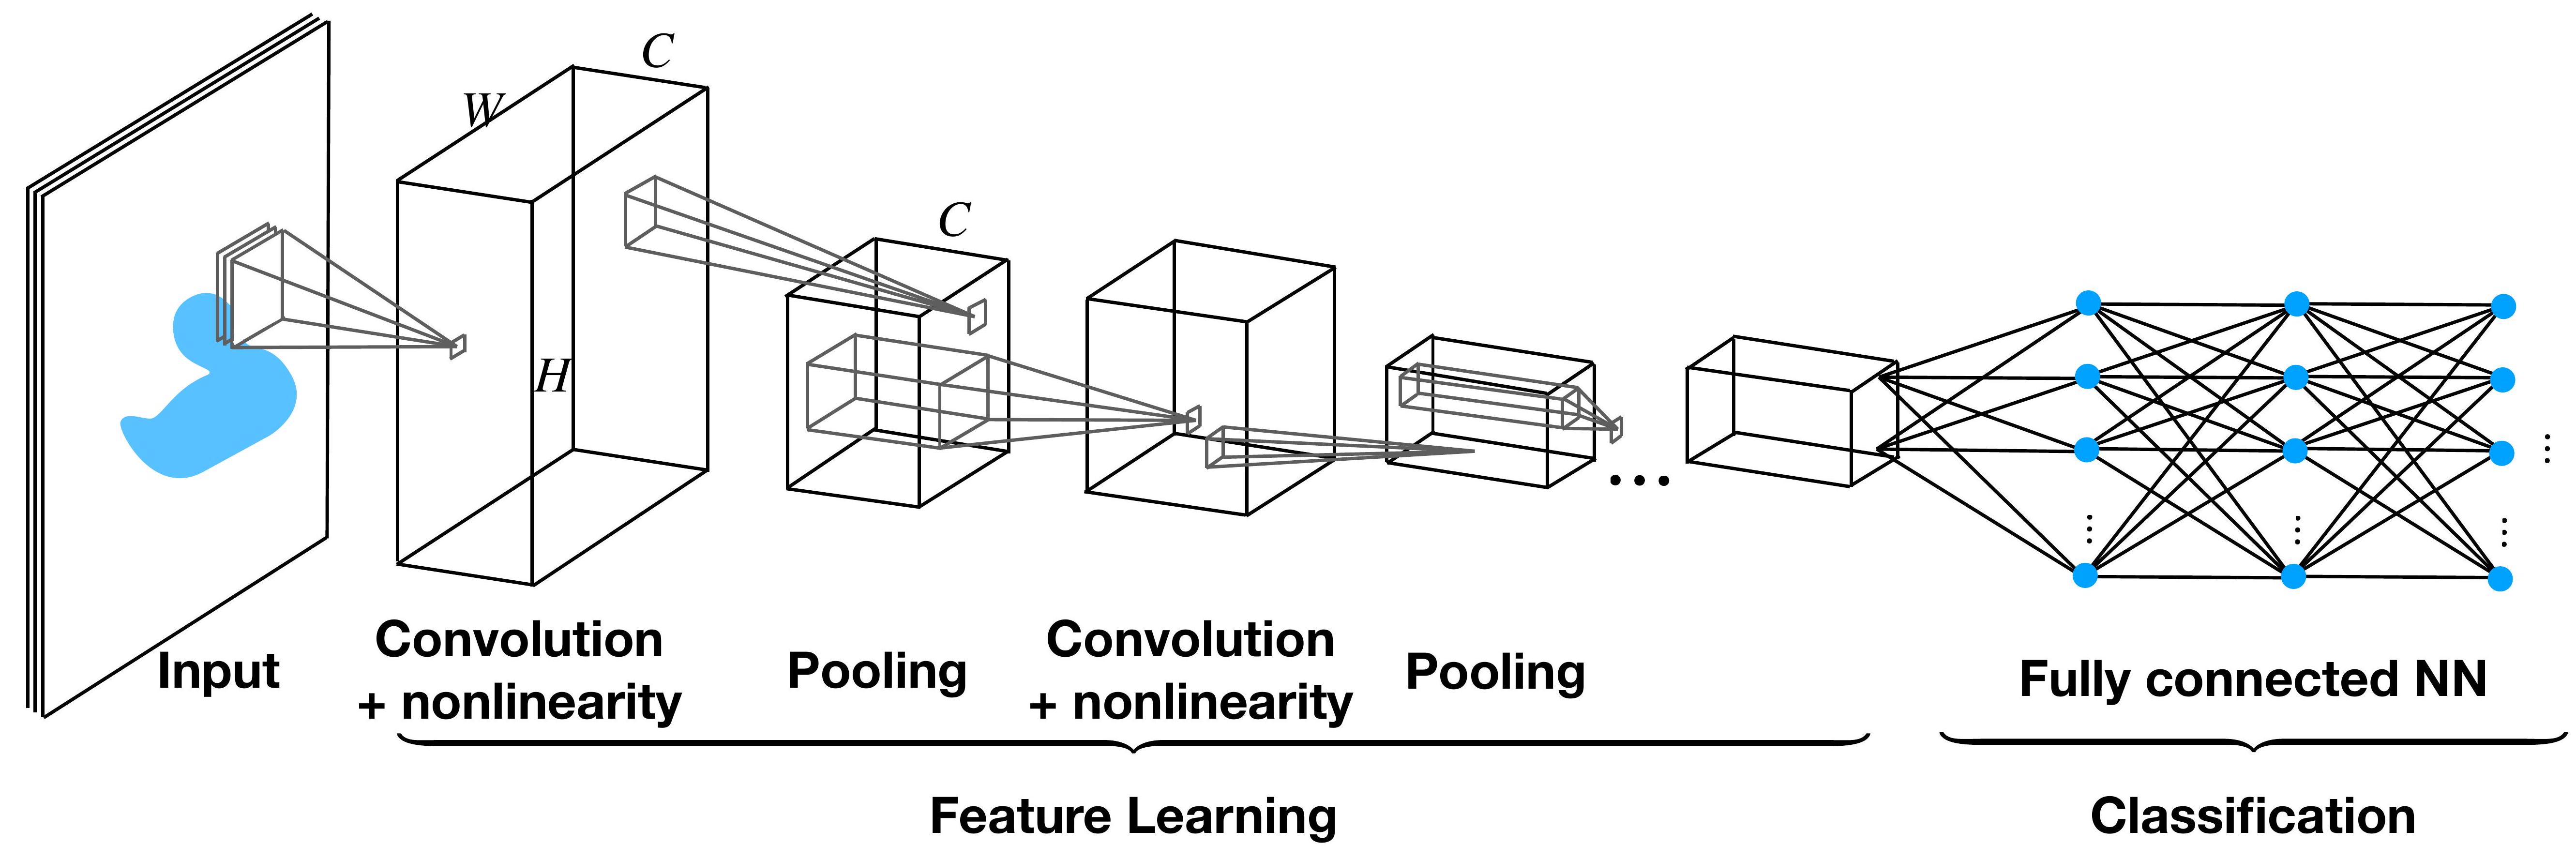 C
W
C
H
Input
Convolution
+ nonlinearity
Pooling
Convolution
+ nonlinearity
Pooling
...
Fully connected NN
Feature Learning
Classification